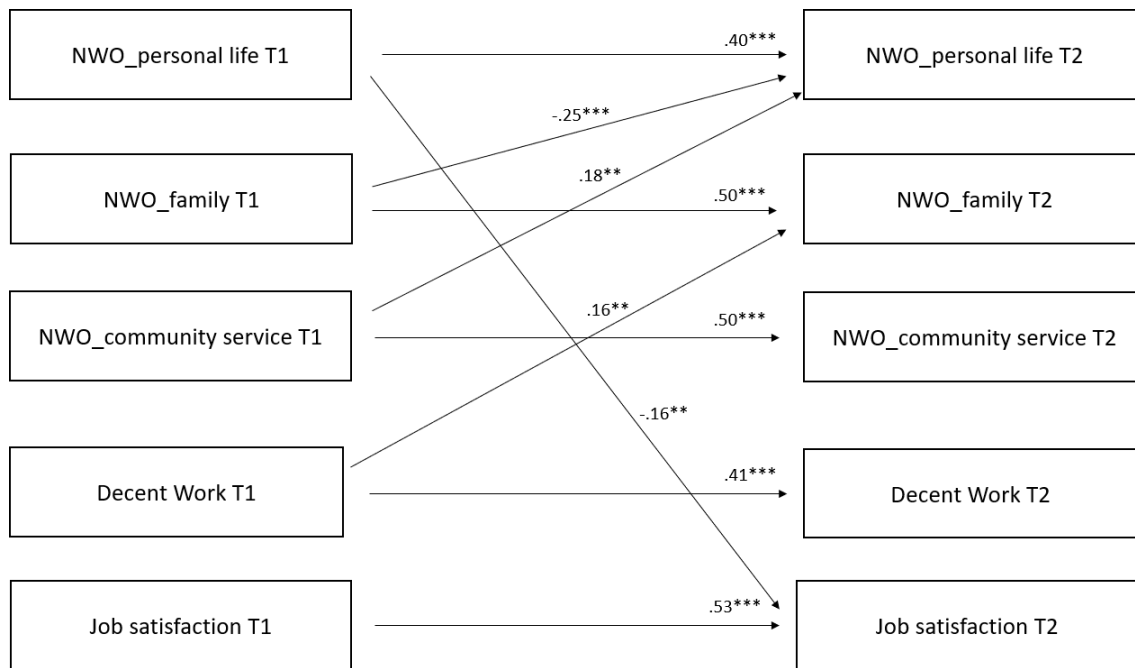 NWO_personal life T1
.40***
NWO_personal life T2
-.25***
NWO_family T1
.18**
.50***
NWO_family T2
NWO_community service T1
.16**
.50***
NWO_community service T2
-.16**
Decent Work T1
.41***
Decent Work T2
Job satisfaction T1
.53***
Job satisfaction T2